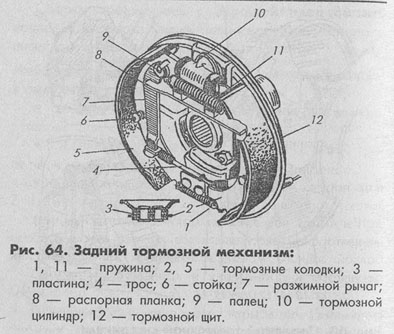 10
9
11
8
7
6
12
5
4
3
2
1
Рис. 64. Задний тормозной механизм:
1, 11 — пружина; 2, 5 — тормозные колодки; 3 —
пластина; 4 — трос; 6 — стойка; 7 — разжимной рычаг;
8 — распорная планка; 9 — палец; 10 — тормозной
цилиндр; 12 — тормозной щит.